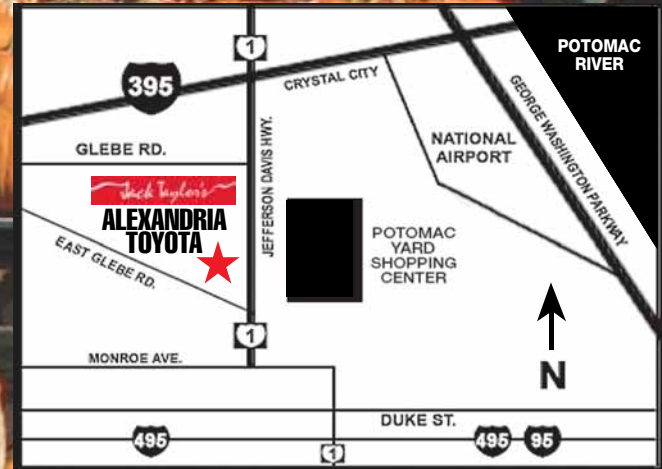 1
POTOMAC
RIVER
395
CRYSTAL CITY
GEORGE WASHINGTON PARKWAY
GLEBE RD.
NATIONAL
AIRPORT
JEFFERSON DAVIS HWY.
Jack Taylor's
ALEXANDRIA
TOYOTA
EAST GLEBE RD.
POTOMAC
YARD
SHOPPING
CENTER
1
MONROE AVE.
N
DUKE ST.
495
1
495
95